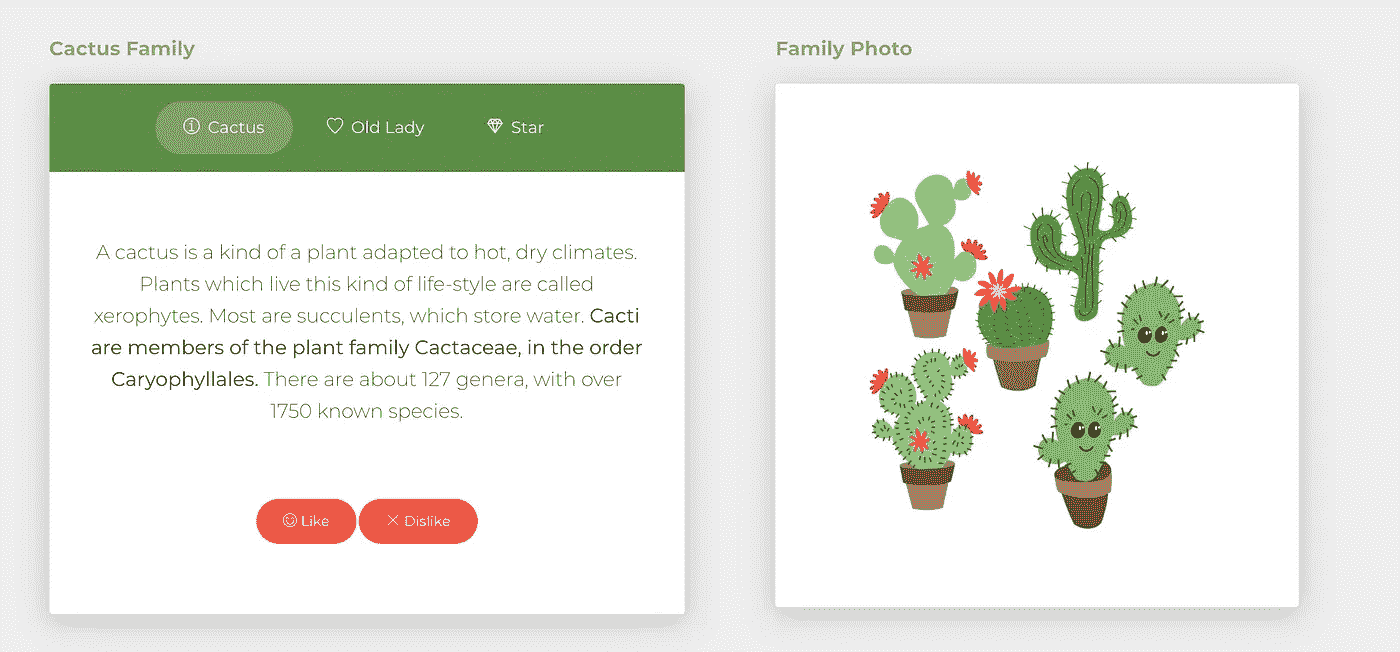 Cactus Family
Cactus
Old Lady
Star
A cactus is a kind of a plant adapted to hot, dry climates.
Plants which live this kind of life-style are called
xerophytes. Most are succulents, which store water. Cacti
are members of the plant family Cactaceae, in the order
Caryophyllales. There are about 127 genera, with over
1750 known species.
Like
Dislike
Family Photo